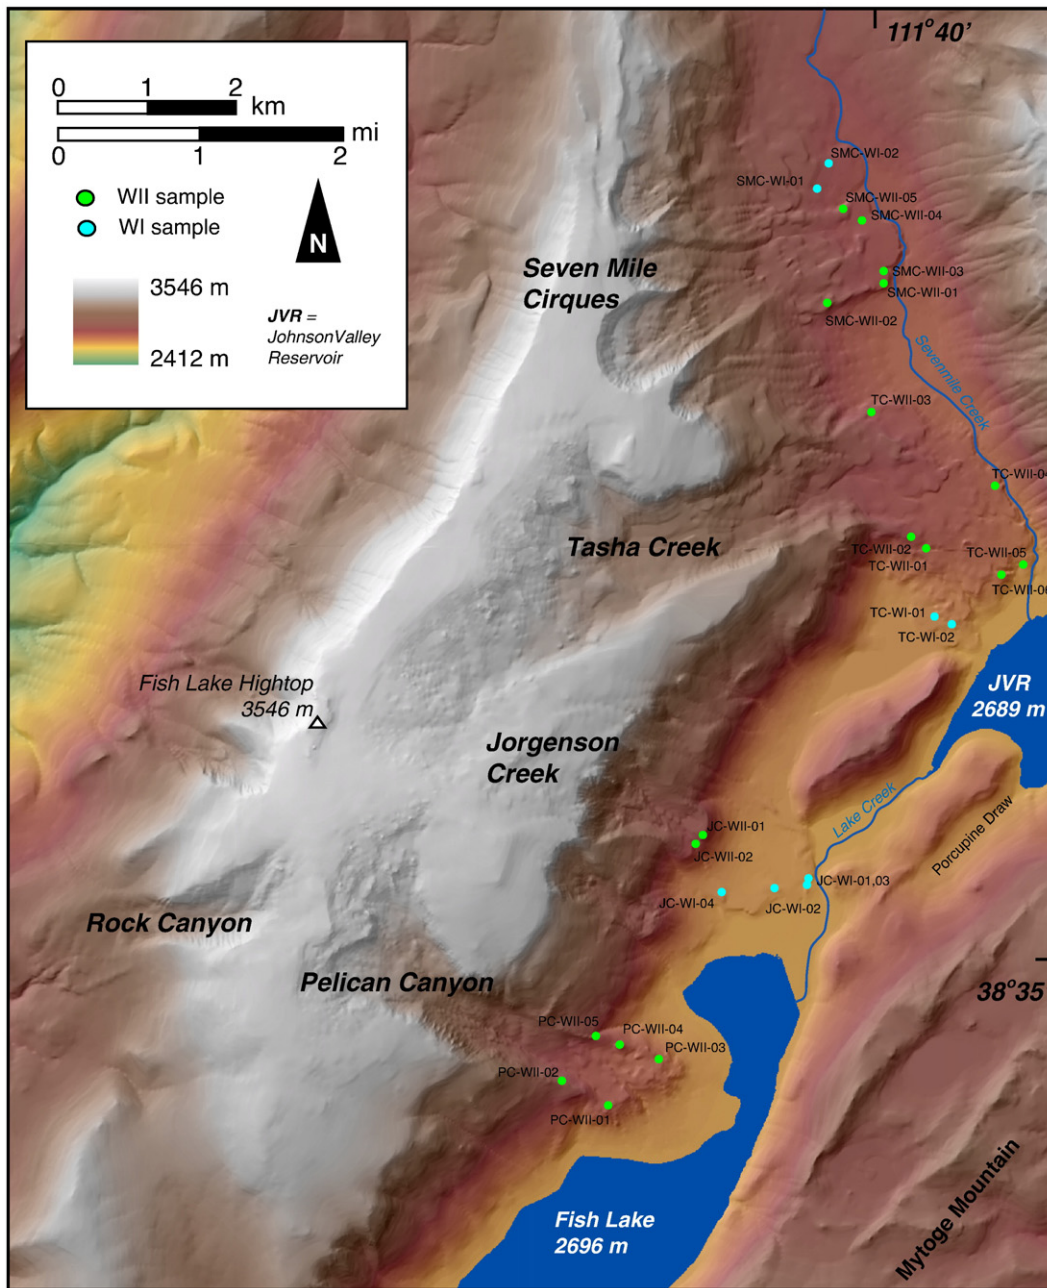 111°40'
0 1 2
km
mi
0 1 2
WII sample
WI sample
N
3546 m
2412 m
JVR =
JohnsonValley
Reservoir
SMC-WI-02
SMC-WI-01
SMC-WII-05
SMC-WII-04
SMC-WII-03
SMC-WII-01
SMC-WII-02
Seven Mile
Cirques
Sevenmile Creek
TC-WII-03
TC-WII-04
Tasha Creek
TC-WII-02
TC-WII-01
TC-WII-05
TC-WII-06
TC-WI-01
TC-WI-02
Fish Lake Hightop
3546 m
JVR
2689 m
Jorgenson
Creek
Lake Creek
Porcupine Draw
JC-WII-01
JC-WII-02
JC-WI-01,03
JC-WI-04
JC-WI-02
Rock Canyon
Pelican Canyon
38°35
PC-WII-05
PC-WII-04
PC-WII-03
PC-WII-02
PC-WII-01
Fish Lake
2696 m
Mytoge Mountain